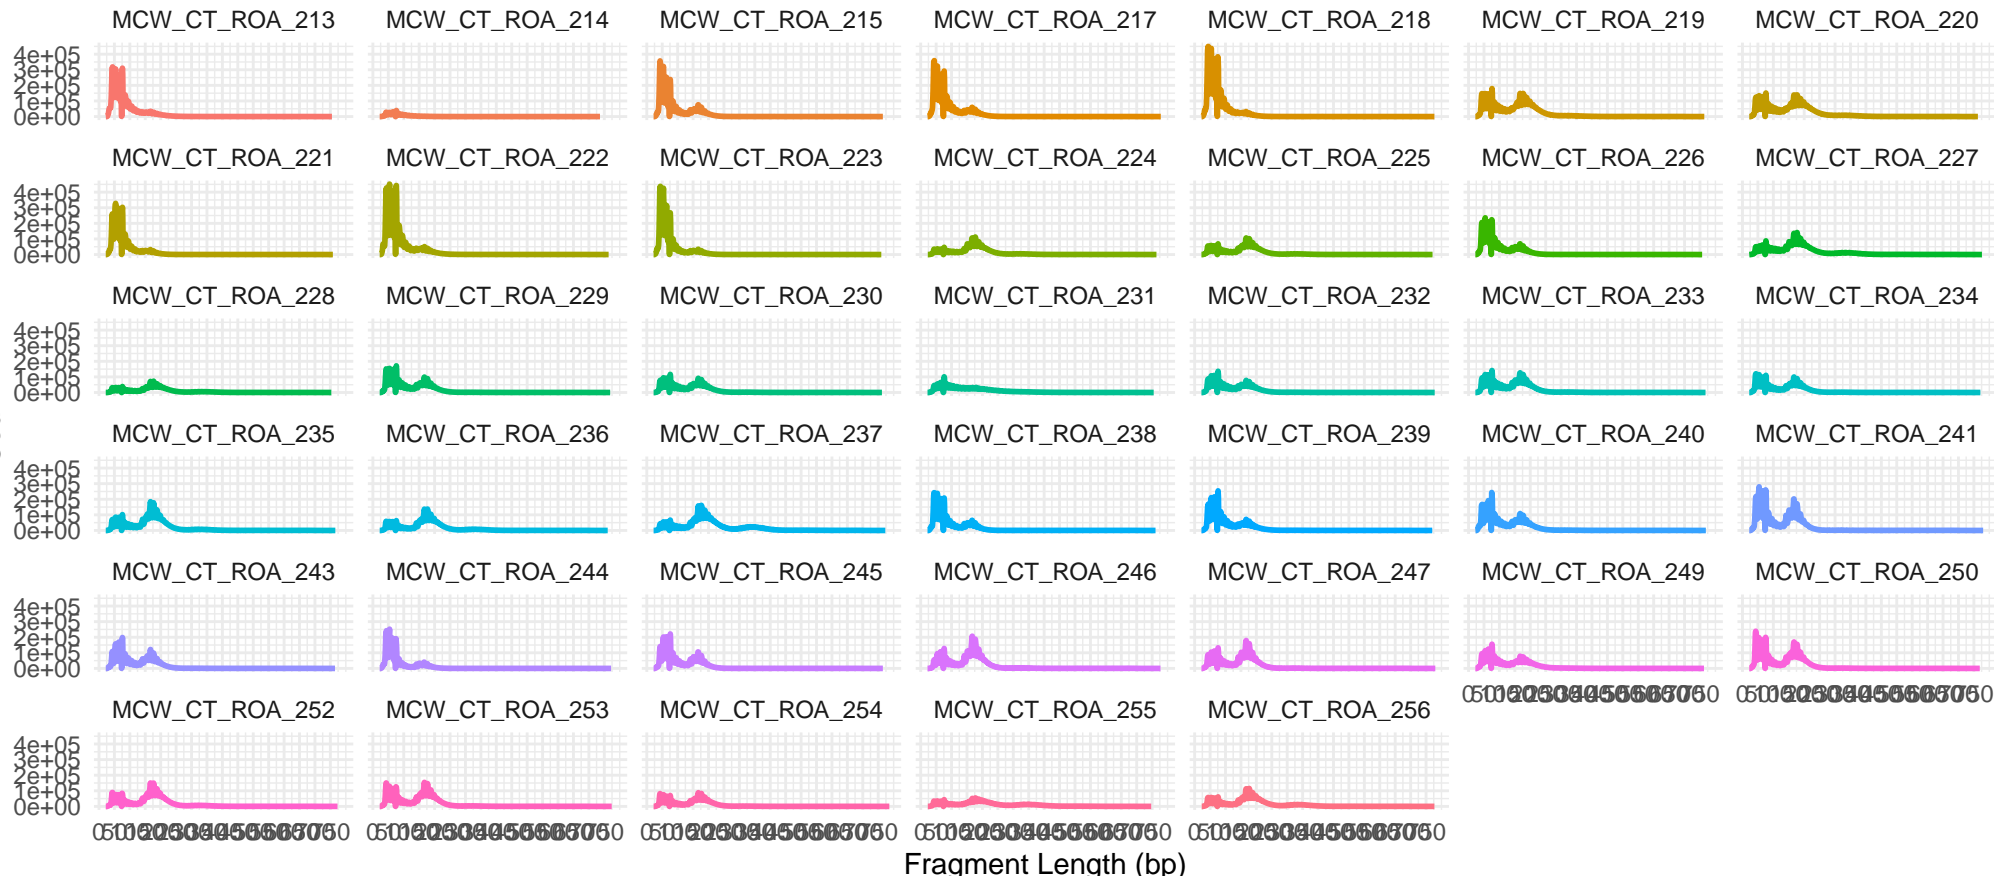 MCW_CT_ROA_213 MCW_CT_ROA_214 MCW_CT_ROA_215 MCW_CT_ROA_217 MCW_CT_ROA_218 MCW_CT_ROA_219 MCW_CT_ROA_220
4e+05
3e+05
2e+05
1e+05
0e+00
MCW_CT_ROA_221 MCW_CT_ROA_222 MCW_CT_ROA_223 MCW_CT_ROA_224 MCW_CT_ROA_225 MCW_CT_ROA_226 MCW_CT_ROA_227
4e+05
3e+05
2e+05
1e+05
0e+00
MCW_CT_ROA_228 MCW_CT_ROA_229 MCW_CT_ROA_230 MCW_CT_ROA_231 MCW_CT_ROA_232 MCW_CT_ROA_233 MCW_CT_ROA_234
4e+05
3e+05
2e+05
1e+05
0e+00
MCW_CT_ROA_235 MCW_CT_ROA_236 MCW_CT_ROA_237 MCW_CT_ROA_238 MCW_CT_ROA_239 MCW_CT_ROA_240 MCW_CT_ROA_241
4e+05
3e+05
2e+05
1e+05
0e+00
MCW_CT_ROA_243 MCW_CT_ROA_244 MCW_CT_ROA_245 MCW_CT_ROA_246 MCW_CT_ROA_247 MCW_CT_ROA_249 MCW_CT_ROA_250
4e+05
3e+05
2e+05
1e+05
0e+00
MCW_CT_ROA_252 MCW_CT_ROA_253 MCW_CT_ROA_254 MCW_CT_ROA_255 MCW_CT_ROA_256
4e+05
3e+05
2e+05
1e+05
0e+00
Fragment Length (bp)